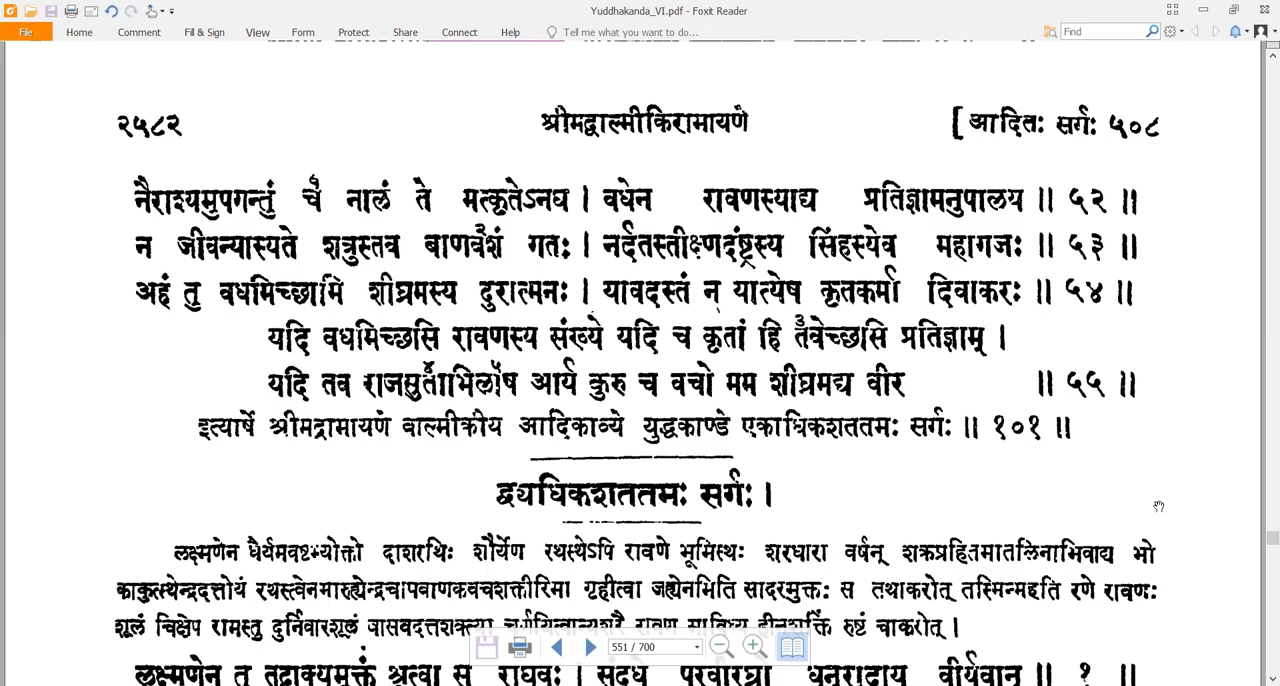 Yuddhakanda_VI.pdf - Foxit Reader
File Home Comment Fill & Sign View Form Protect Share Connect Help Tell me what you want to do... Find
२५८२ श्रीमद्वाल्मीकिरामायणे [ आदितः सर्गः ५०८
नैराश्यमुपगन्तुं चै नालं ते मत्कृतेऽनघ । वधेन रावणस्याद्य प्रतिज्ञामनुपालय ॥ ५२ ॥
न जीवन्यास्यते शत्रुस्तव बाणवशं गतः । नर्दतस्तीक्ष्णदंष्ट्रस्य सिंहस्येव महागजः ॥ ५३ ॥
अहं तु वधमिच्छामि शीघ्रमस्य दुरात्मनः । यावदस्तं न यात्येष कृतकर्मा दिवाकरः ॥ ५४ ॥
यदि वधमिच्छसि रावणस्य संख्ये यदि च कृतां हि तवेच्छसि प्रतिज्ञाम् ।
यदि तव राजसुताभिलाष आर्य कुरु च वचो मम शीघ्रमद्य वीर ॥ ५५ ॥
इत्यार्षे श्रीमद्रामायणे वाल्मीकीय आदिकाव्ये युद्धकाण्डे एकाधिकशततमः सर्गः ॥ १०१ ॥
द्व्यधिकशततमः सर्गः ।
लक्ष्मणेन धैर्यमवष्टभ्योक्तो दाशरथिः शौर्येण रथस्थेऽपि रावणे भूमिस्थः शरधारा वर्षन् शक्रप्रहितमातलिनाभिवाद्य भो
काकुत्स्थेन्द्रदत्तोयं रथस्त्वेनमारुह्येन्द्रचापबाणकवचशक्तीरिमा गृहीत्वा जह्येनमिति सादरमुक्तः स तथाकरोत् तस्मिन्महति रणे रावणः
शूलं चिक्षेप रामस्तु दुर्निवारशूलं वासवदत्तशक्त्या रावण हीनशक्तिं रुष्टं चाकरोत् ।
551 / 700
लक्ष्मणेन तु तद्वाक्यमुक्तं श्रुत्वा स राघवः । संदधे परवीरघ्नो धनुरादाय वीर्यवान् ॥ १ ॥